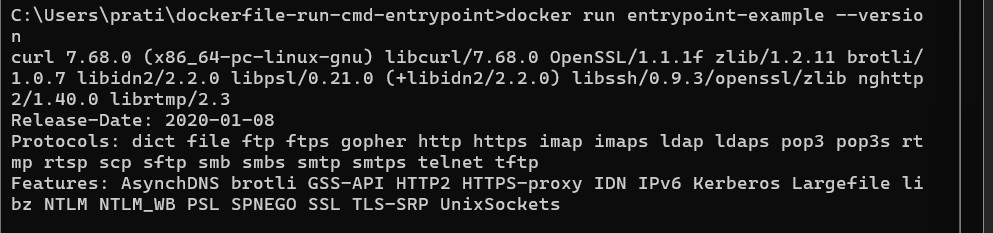 C:\Users\prati\dockerfile-run-cmd-entrypoint>docker run entrypoint-example --versio
n
curl 7.68.0 (x86_64-pc-linux-gnu) libcurl/7.68.0 OpenSSL/1.1.1f zlib/1.2.11 brotli/
1.0.7 libidn2/2.2.0 libpsl/0.21.0 (+libidn2/2.2.0) libssh/0.9.3/openssl/zlib nghttp
2/1.40.0 librtmp/2.3
Release-Date: 2020-01-08
Protocols: dict file ftp ftps gopher http https imap imaps ldap ldaps pop3 pop3s rt
mp rtsp scp sftp smb smbs smtp smtps telnet tftp
Features: AsynchDNS brotli GSS-API HTTP2 HTTPS-proxy IDN IPv6 Kerberos Largefile li
bz NTLM NTLM_WB PSL SPNEGO SSL TLS-SRP UnixSockets